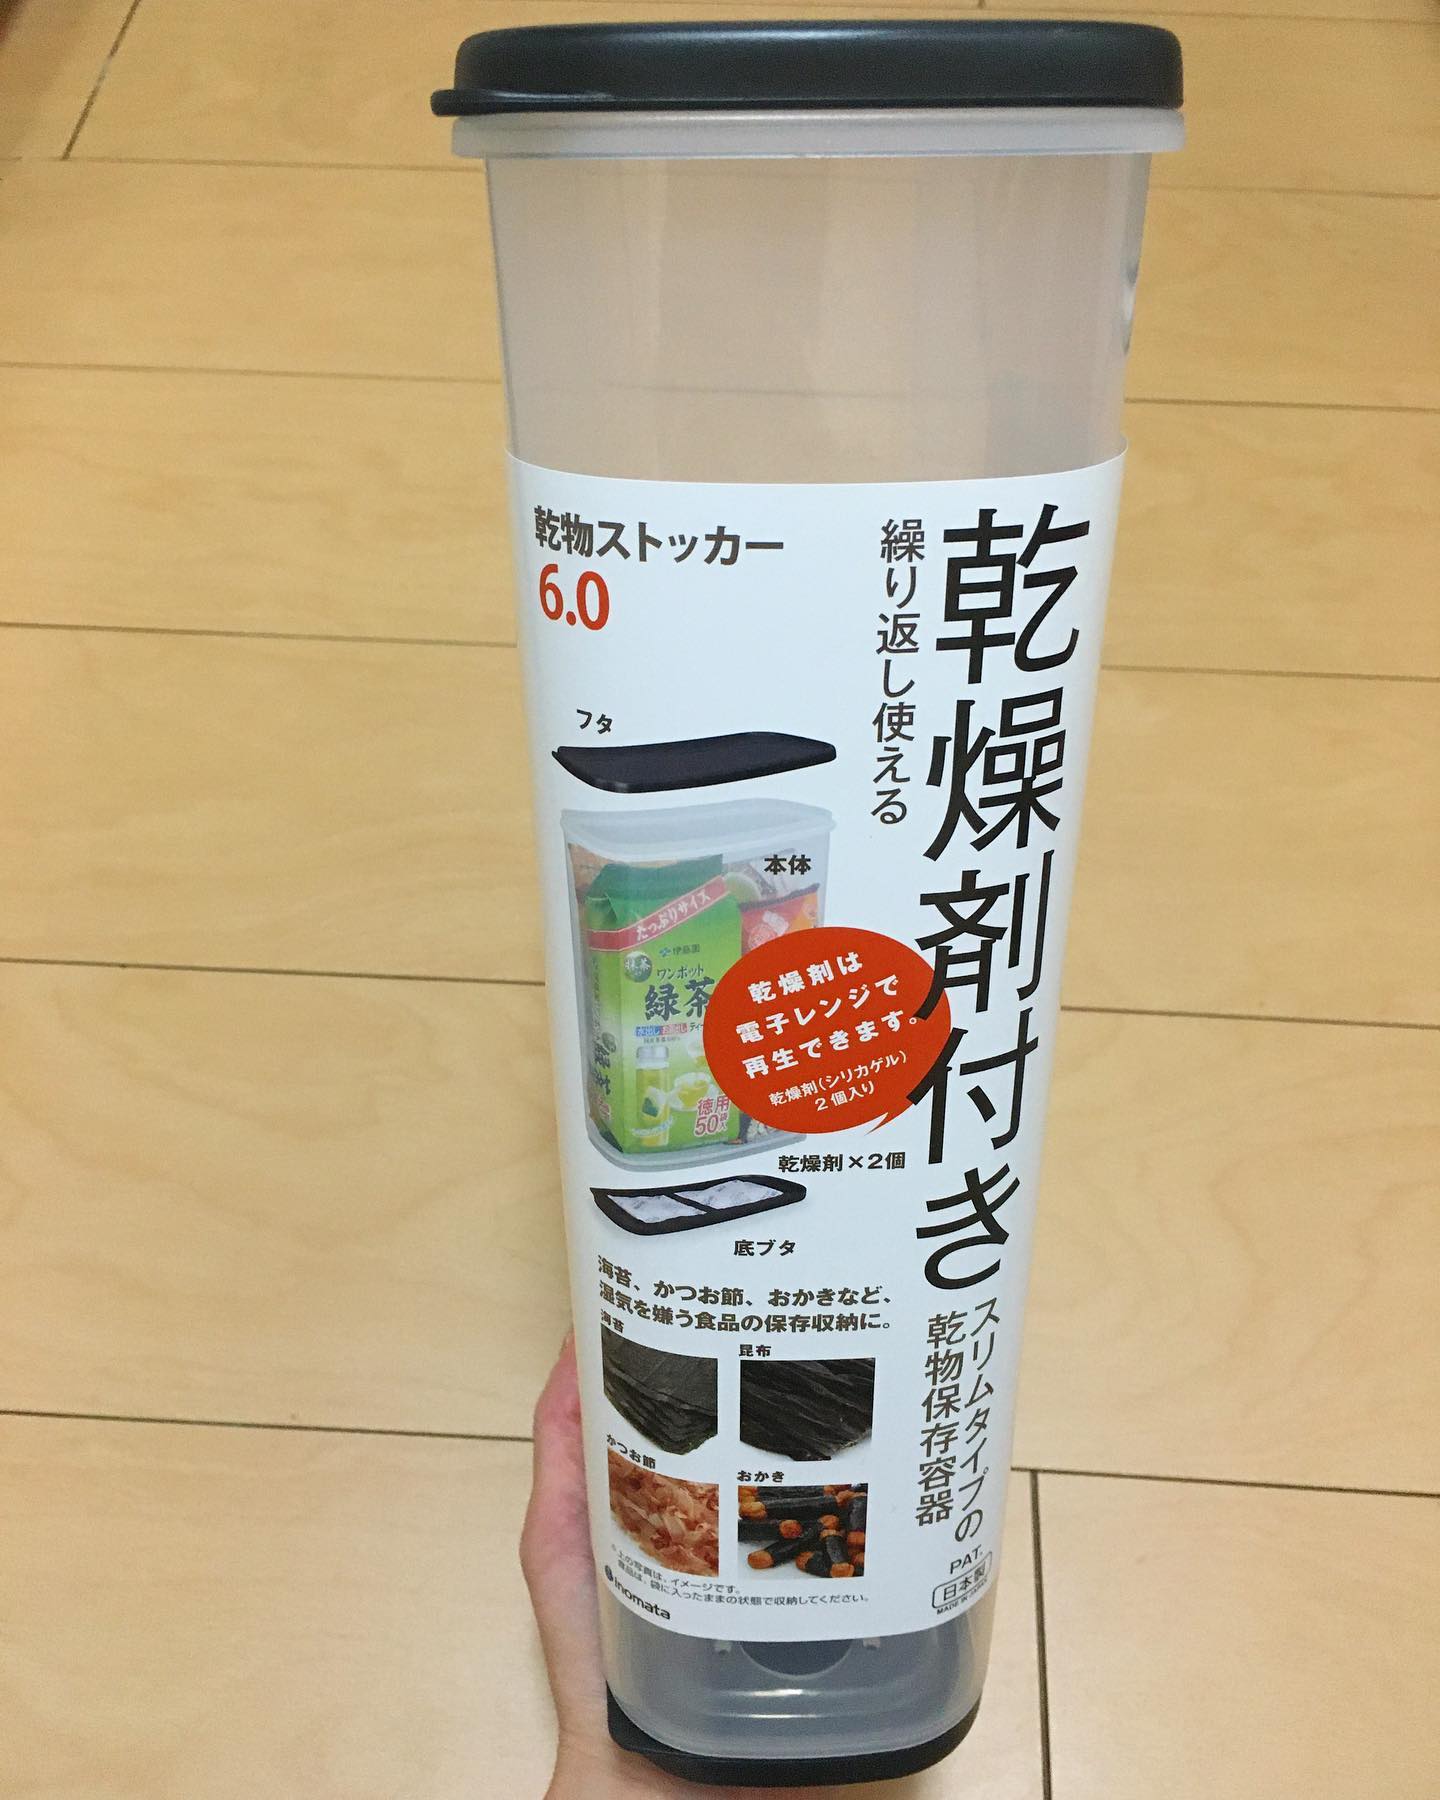 乾物ストッカー
6.0
乾燥剤付き
繰り返し使える
フタ
本体
たっぷりサイズ
伊藤園
抹茶
ワンポット
緑茶
徳用
50袋入
緑茶
乾燥剤は
電子レンジで
再生できます。
乾燥剤(シリカゲル)
2個入り
乾燥剤×2個
底ブタ
海苔、かつお節、おかきなど、
湿気を嫌う食品の保存収納に。
海苔
昆布
かつお節
おかき
※上の写真は、イメージです。
食品は、袋に入ったままの状態で収納してください。
inomata
スリムタイプの
乾物保存容器
PAT.
日本製
MADE IN JAPAN